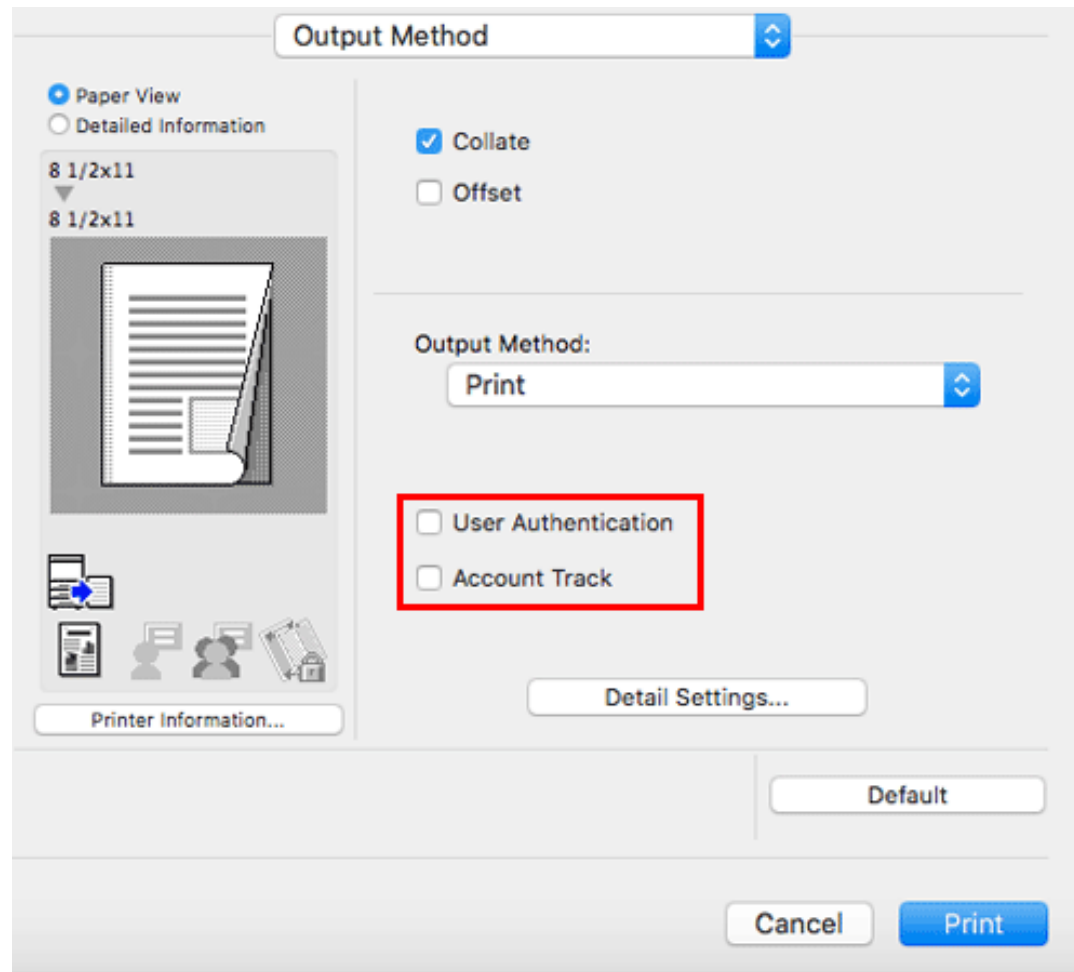 Output Method
Paper View
Detailed Information
8 1/2x11
8 1/2x11
Printer Information...
Collate
Offset
Output Method:
Print
User Authentication
Account Track
Detail Settings...
Default
Cancel
Print